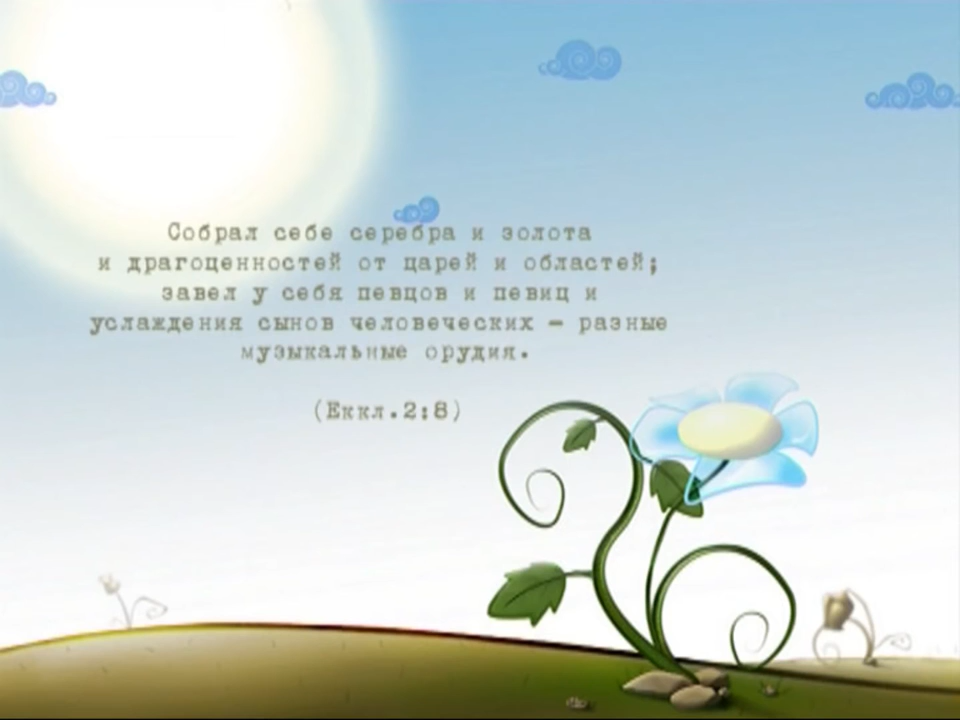 Собрал себе серебра и золота
и драгоценностей от царей и областей;
завел у себя певцов и певиц и
услаждения сынов человеческих - разные
музыкальные орудия.
(Еккл.2:8)